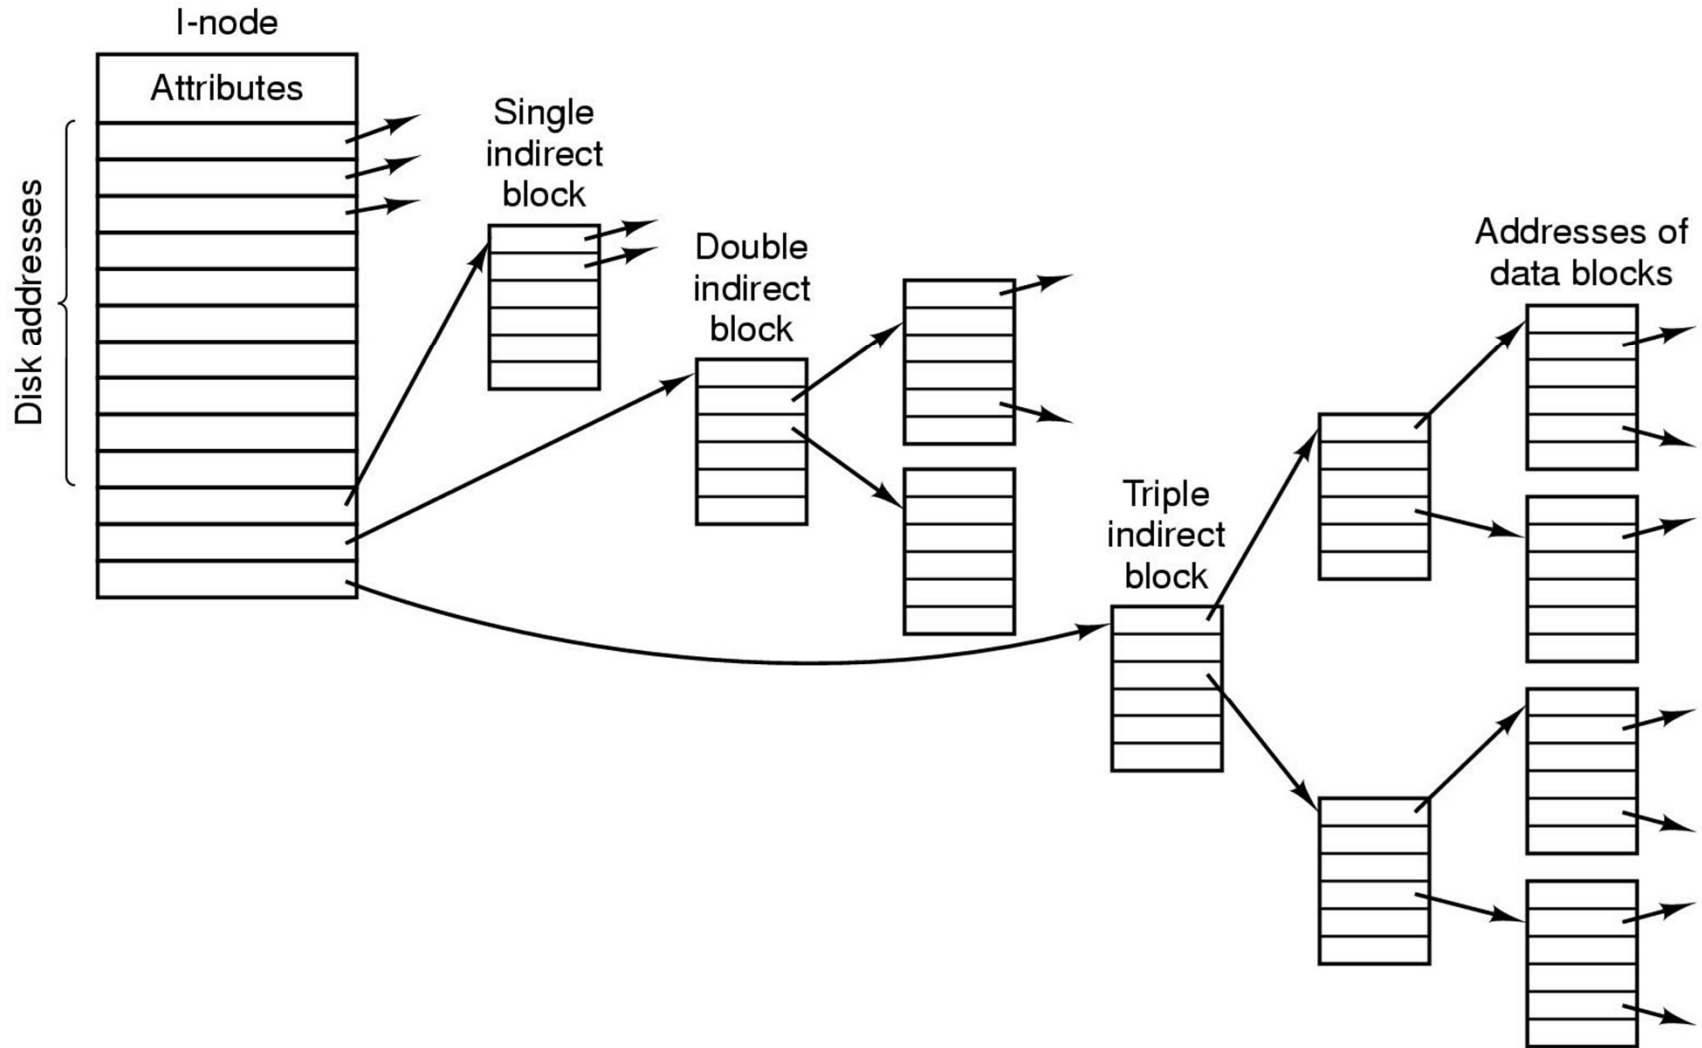 I-node
Attributes
Disk addresses
Single
indirect
block
Double
indirect
block
Triple
indirect
block
Addresses of
data blocks